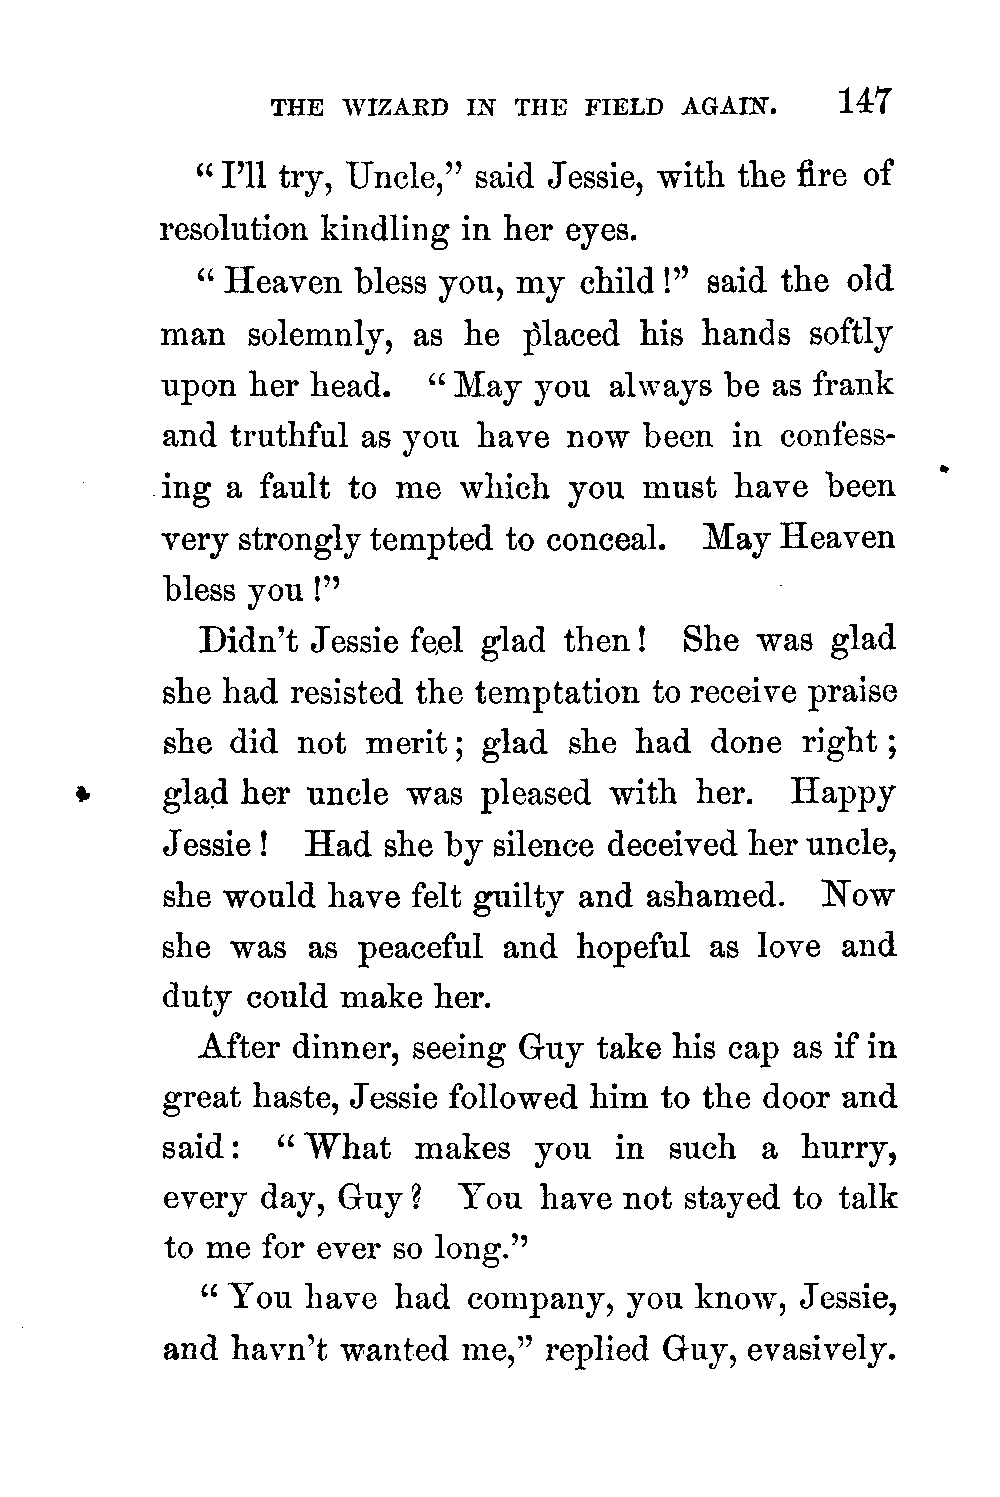 THE WIZARD IN THE FIELD AGAIN. 147
“ I’ll try, Uncle,” said Jessie, with the fire of
resolution kindling in her eyes.
“ Heaven bless you, my child !” said the old
man solemnly, as he placed his hands softly
upon her head. “ May you always be as frank
and truthful as you have now been in confess-
ing a fault to me which you must have been
very strongly tempted to conceal. May Heaven
bless you !”
Didn’t Jessie feel glad then! She was glad
she had resisted the temptation to receive praise
she did not merit; glad she had done right ;
glad her uncle was pleased with her. Happy
Jessie ! Had she by silence deceived her uncle,
she would have felt guilty and ashamed. Now
she was as peaceful and hopeful as love and
duty could make her.
After dinner, seeing Guy take his cap as if in
great haste, Jessie followed him to the door and
said: “ What makes you in such a hurry,
every day, Guy ? You have not stayed to talk
to me for ever so long.”
“ You have had company, you know, Jessie,
and havn’t wanted me,” replied Guy, evasively.